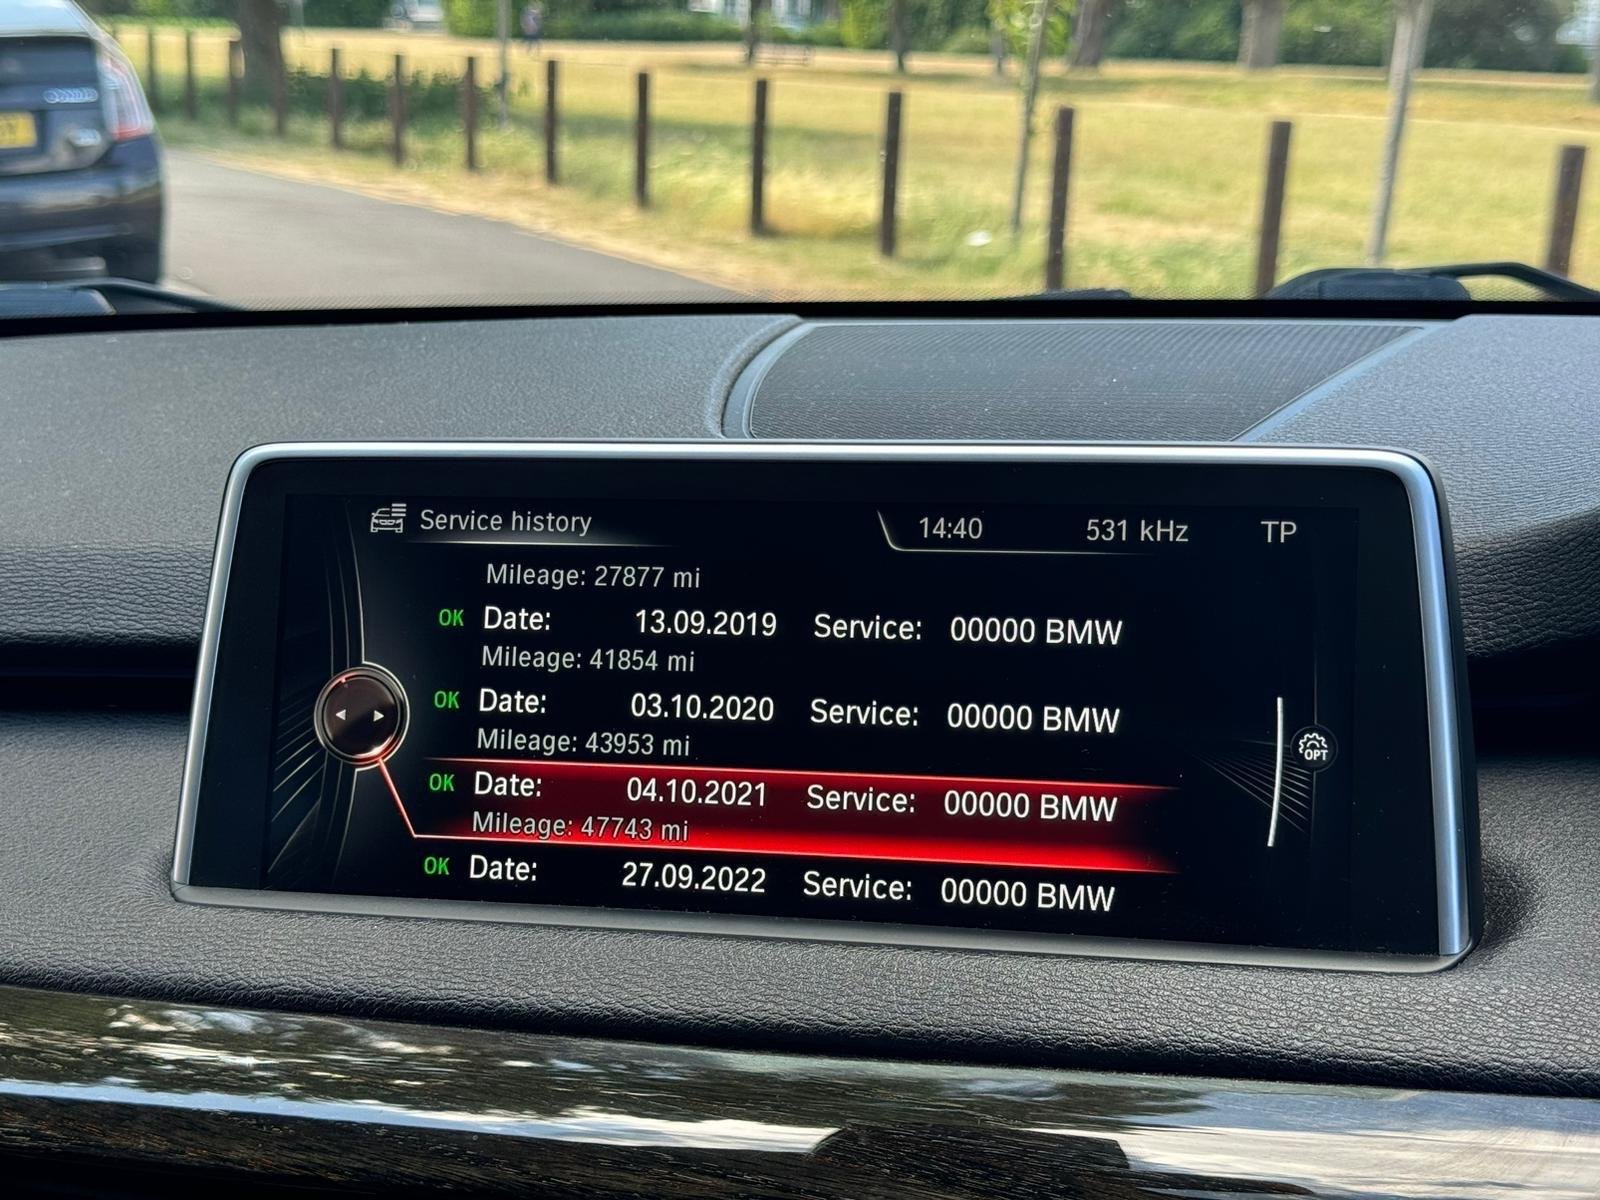 Service history 14:40 531 kHz TP
Mileage: 27877 mi
OK Date: 13.09.2019 Service: 00000 BMW
Mileage: 41854 mi
OK Date: 03.10.2020 Service: 00000 BMW
Mileage: 43953 mi
OK Date: 04.10.2021 Service: 00000 BMW
Mileage: 47743 mi
OK Date: 27.09.2022 Service: 00000 BMW
OPT